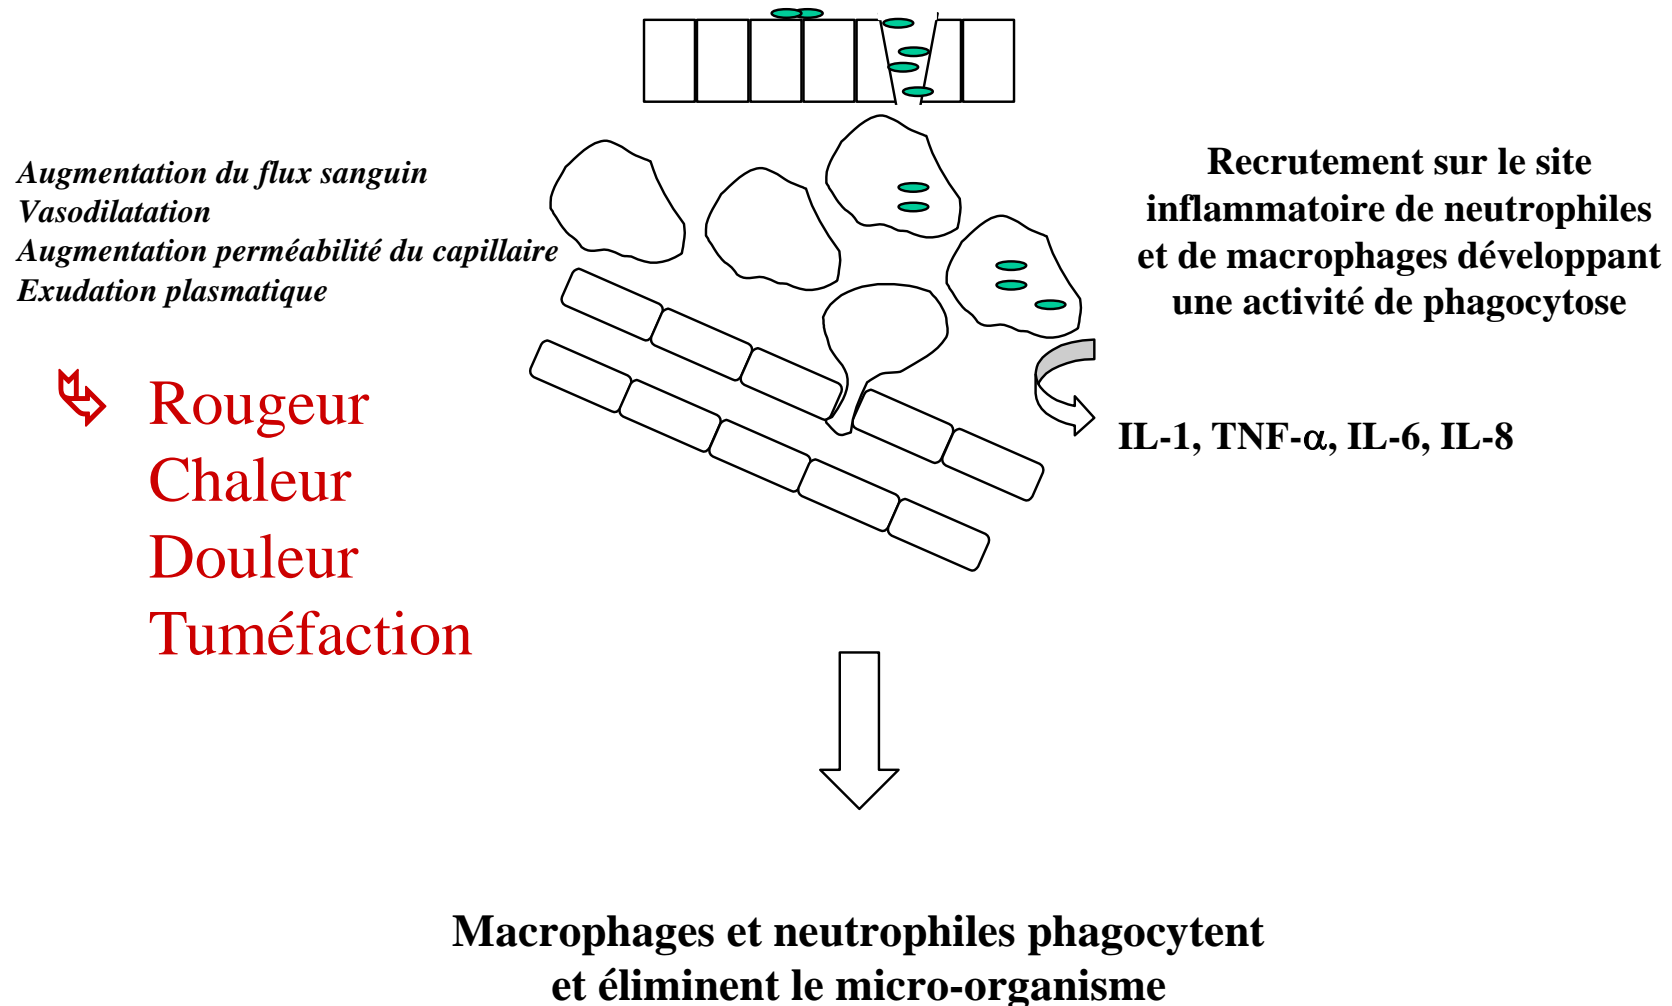 Augmentation du flux sanguin
Vasodilatation
Augmentation perméabilité du capillaire
Exudation plasmatique
Rougeur
Chaleur
Douleur
Tuméfaction
Recrutement sur le site
inflammatoire de neutrophiles
et de macrophages développant
une activité de phagocytose
IL-1, TNF-α, IL-6, IL-8
Macrophages et neutrophiles phagocytent
et éliminent le micro-organisme